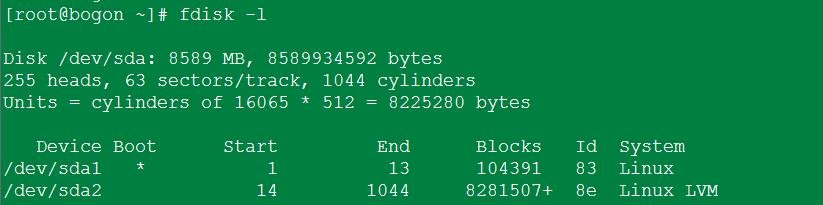 [root@bogon ~]# fdisk -l
Disk /dev/sda: 8589 MB, 8589934592 bytes
255 heads, 63 sectors/track, 1044 cylinders
Units = cylinders of 16065 * 512 = 8225280 bytes
Device Boot Start End Blocks Id System
/dev/sda1 * 1 13 104391 83 Linux
/dev/sda2 14 1044 8281507+ 8e Linux LVM